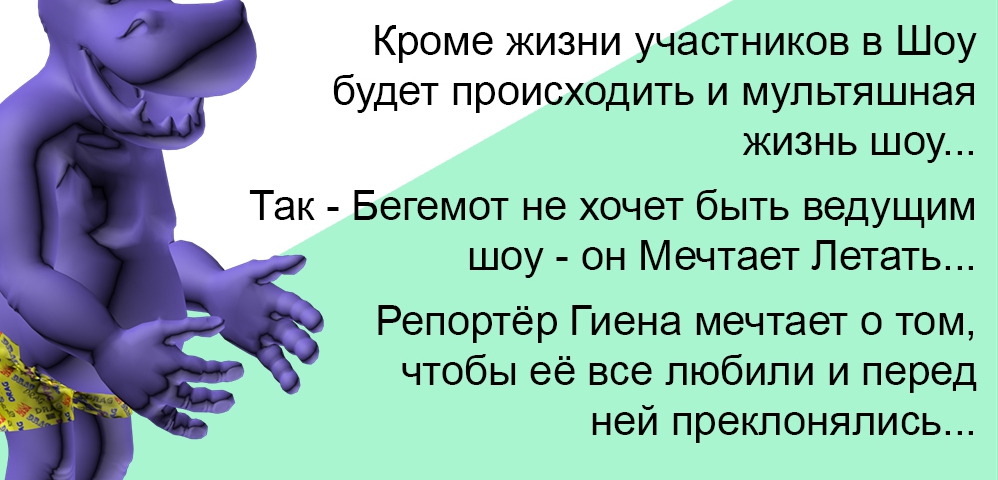 Кроме жизни участников в Шоу
будет происходить и мультяшная
жизнь шоу...
Так - Бегемот не хочет быть ведущим
шоу - он Мечтает Летать...
Репортёр Гиена мечтает о том,
чтобы её все любили и перед
ней преклонялись...